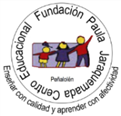 Centro Educacional Fundación Paula Jaraquemada
Peñalolén
Enseñar con calidad y aprender con afectividad